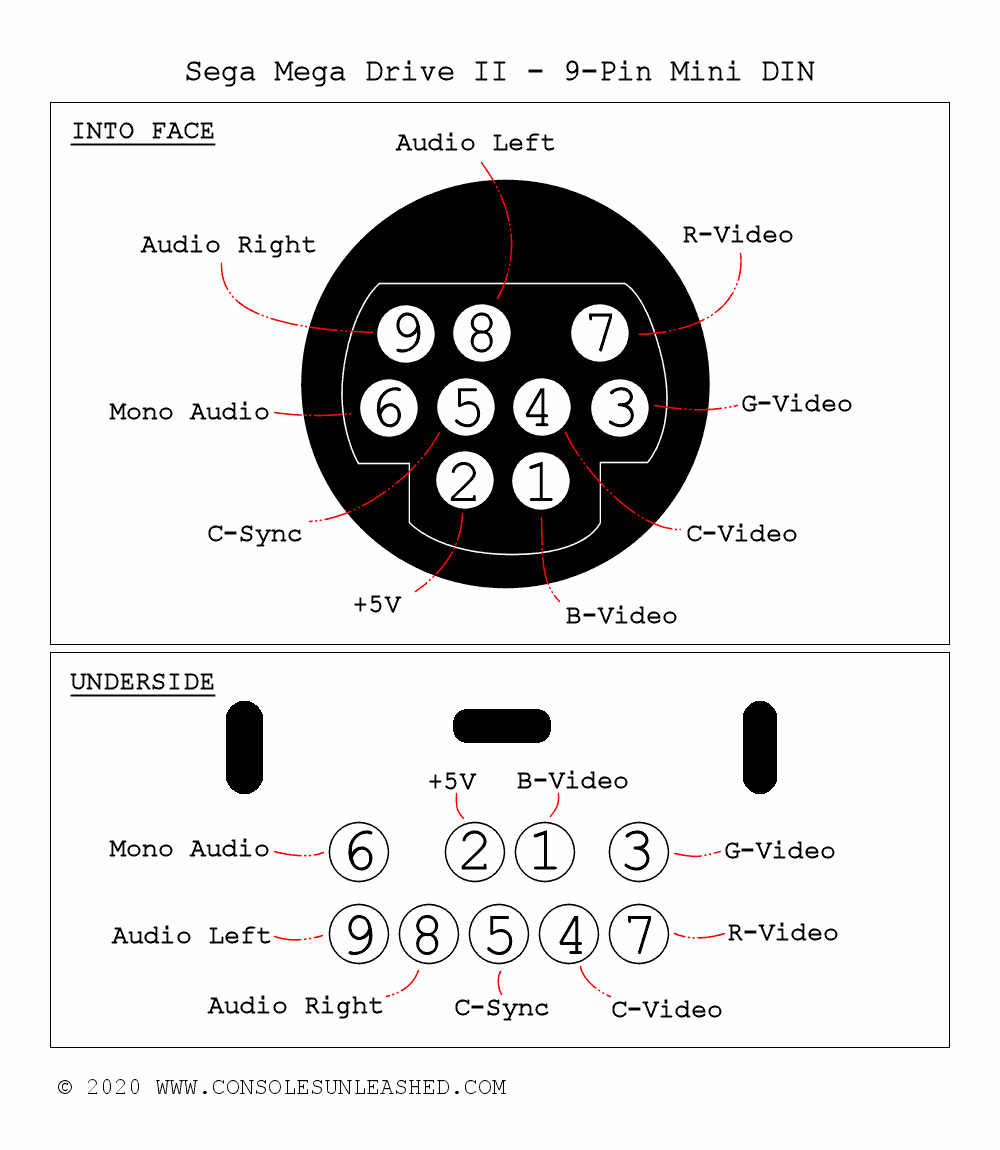 Sega Mega Drive II - 9-Pin Mini DIN
INTO FACE
Audio Left
Audio Right
R-Video
9 8 7
Mono Audio
6 5 4 3
G-Video
2 1
C-Sync
C-Video
+5V
B-Video
UNDERSIDE
+5V B-Video
Mono Audio 6 2 1 3 G-Video
Audio Left 9 8 5 4 7 R-Video
Audio Right C-Sync C-Video
© 2020 WWW.CONSOLESUNLEASHED.COM